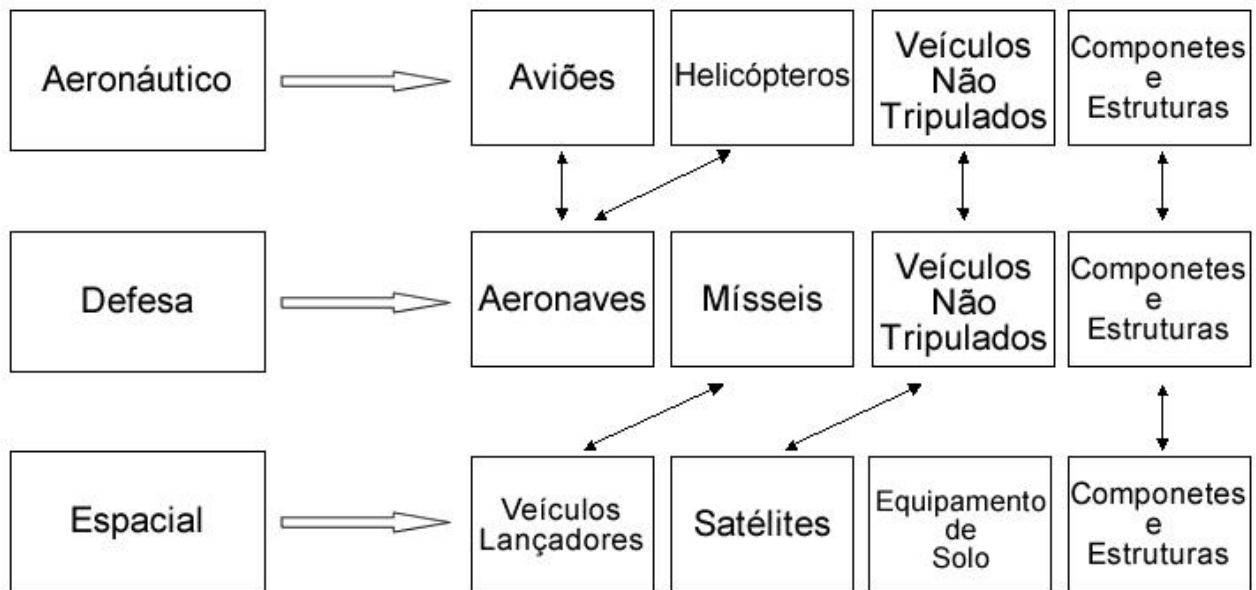 Aeronáutico
Aviões
Helicópteros
Veículos
Não
Tripulados
Componetes
e
Estruturas
Defesa
Aeronaves
Mísseis
Veículos
Não
Tripulados
Componetes
e
Estruturas
Espacial
Veículos
Lançadores
Satélites
Equipamento
de
Solo
Componetes
e
Estruturas